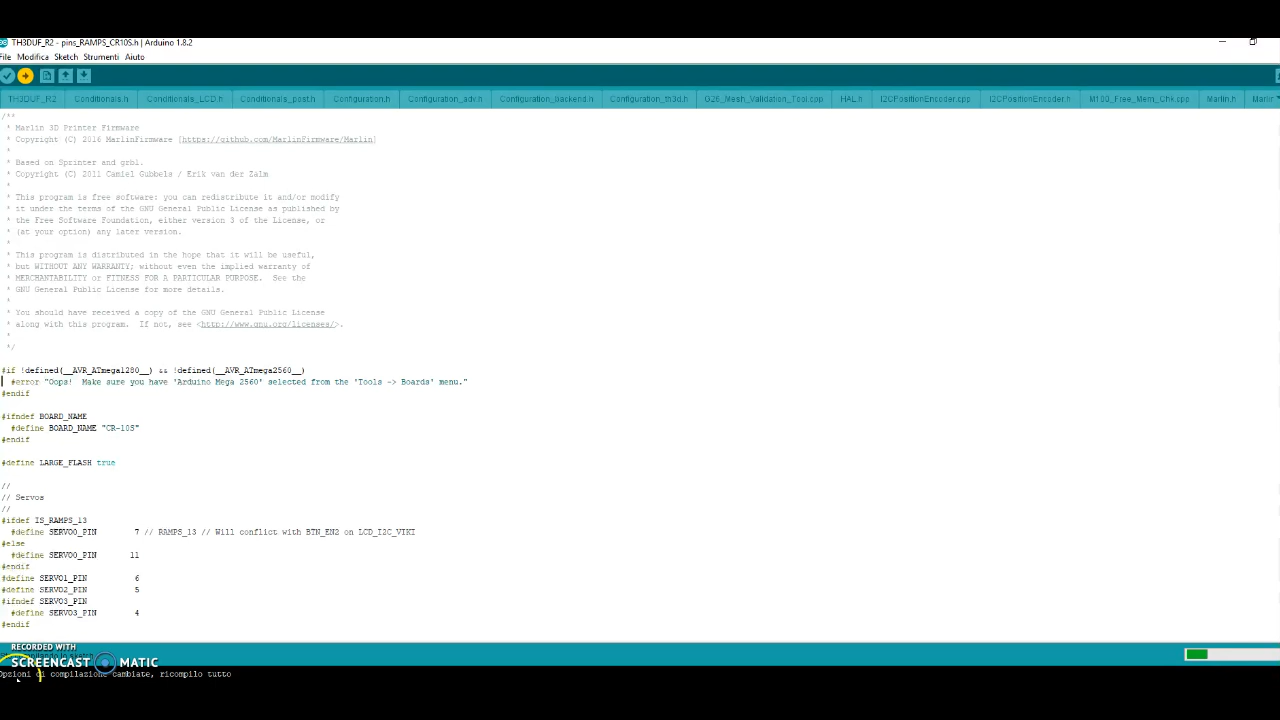 TH3DUF_R2 - pins_RAMPS_CR10S.h | Arduino 1.8.2
File Modifica Sketch Strumenti Aiuto
TH3DUF_R2 Conditionals.h Conditionals_LCD.h Conditionals_post.h Configuration.h Configuration_adv.h Configuration_backend.h Configuration_th3d.h G26_Mesh_Validation_Tool.cpp HAL.h I2CPositionEncoder.cpp I2CPositionEncoder.h M100_Free_Mem_Chk.cpp Marlin.h Marlin
/**
* Marlin 3D Printer Firmware
* Copyright (C) 2016 MarlinFirmware [https://github.com/MarlinFirmware/Marlin]
*
* Based on Sprinter and grbl.
* Copyright (C) 2011 Camiel Gubbels / Erik van der Zalm
*
* This program is free software: you can redistribute it and/or modify
* it under the terms of the GNU General Public License as published by
* the Free Software Foundation, either version 3 of the License, or
* (at your option) any later version.
*
* This program is distributed in the hope that it will be useful,
* but WITHOUT ANY WARRANTY; without even the implied warranty of
* MERCHANTABILITY or FITNESS FOR A PARTICULAR PURPOSE.  See the
* GNU General Public License for more details.
*
* You should have received a copy of the GNU General Public License
* along with this program.  If not, see <http://www.gnu.org/licenses/>.
*
*/
#if !defined(__AVR_ATmega1280__) && !defined(__AVR_ATmega2560__)
#error "Oops!  Make sure you have 'Arduino Mega 2560' selected from the 'Tools -> Boards' menu."
#endif
#ifndef BOARD_NAME
#define BOARD_NAME "CR-10S"
#endif
#define LARGE_FLASH true
//
// Servos
//
#ifdef IS_RAMPS_13
#define SERVO0_PIN 7 // RAMPS_13 // Will conflict with BTN_EN2 on LCD_I2C_VIKI
#else
#define SERVO0_PIN 11
#endif
#define SERVO1_PIN 6
#define SERVO2_PIN 5
#ifndef SERVO3_PIN
#define SERVO3_PIN 4
#endif
RECORDED WITH
SCREENCAST MATIC
Opzioni di compilazione cambiate, ricompilo tutto